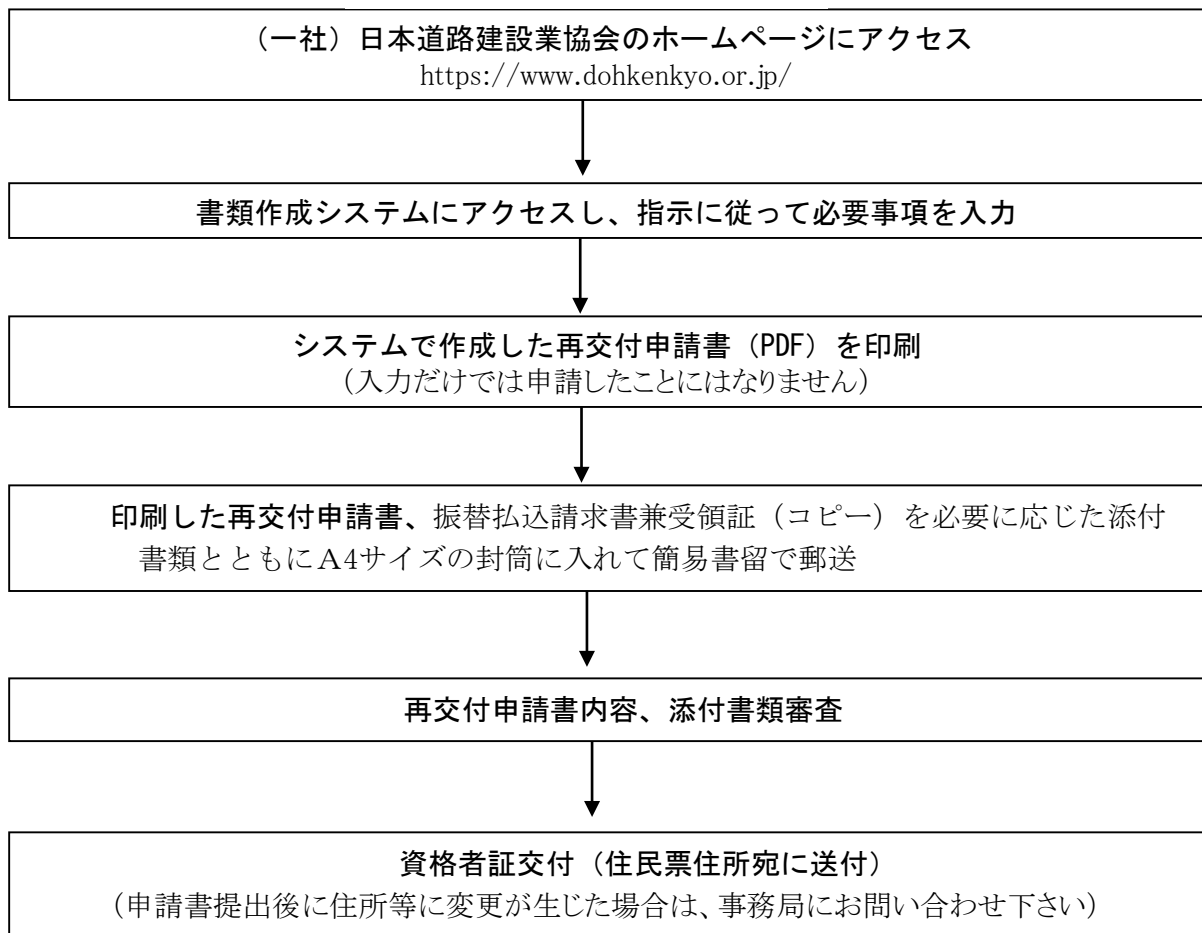 （一社）日本道路建設業協会のホームページにアクセス
https://www.dohkenkyo.or.jp/
書類作成システムにアクセスし、指示に従って必要事項を入力
システムで作成した再交付申請書（PDF）を印刷
（入力だけでは申請したことにはなりません）
印刷した再交付申請書、振替払込請求書兼受領証（コピー）を必要に応じた添付
書類とともにA4サイズの封筒に入れて簡易書留で郵送
再交付申請書内容、添付書類審査
資格者証交付（住民票住所宛に送付）
（申請書提出後に住所等に変更が生じた場合は、事務局にお問い合わせ下さい）